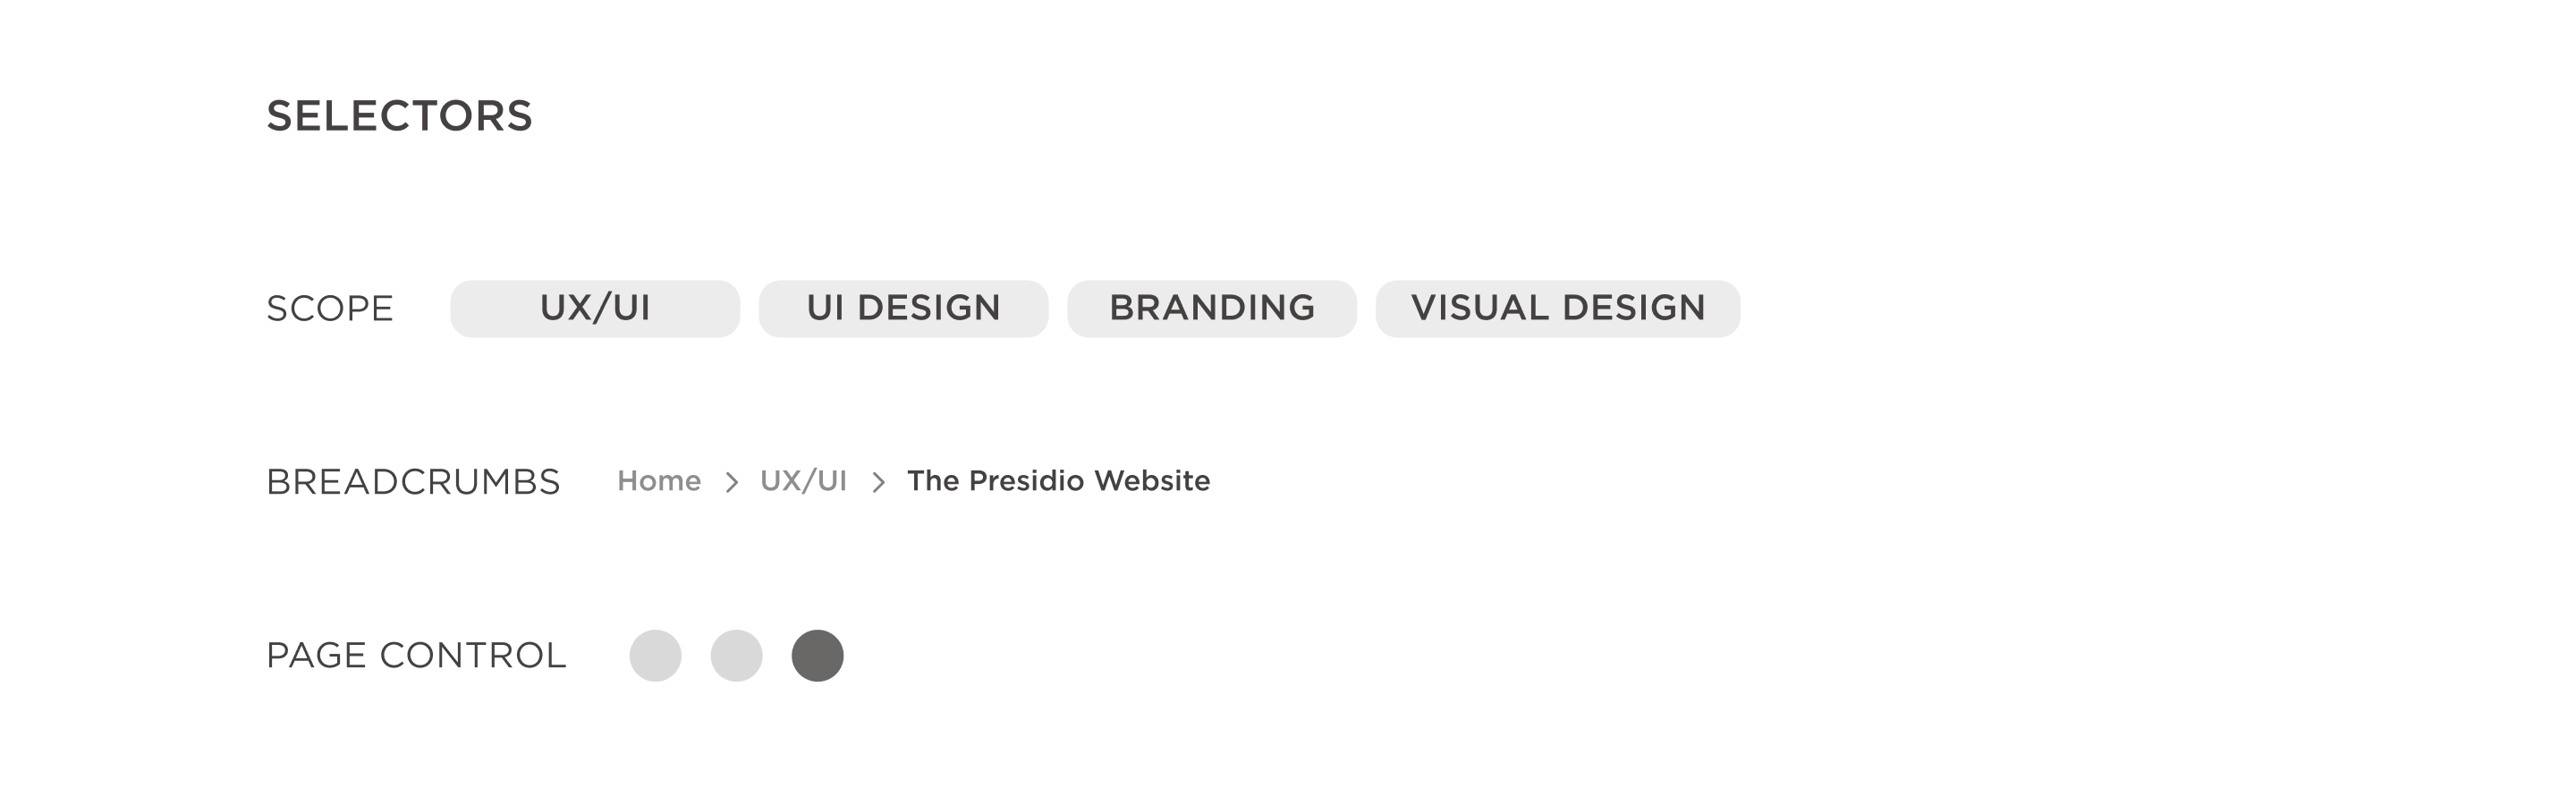 SELECTORS
SCOPE UX/UI UI DESIGN BRANDING VISUAL DESIGN
BREADCRUMBS Home > UX/UI > The Presidio Website
PAGE CONTROL